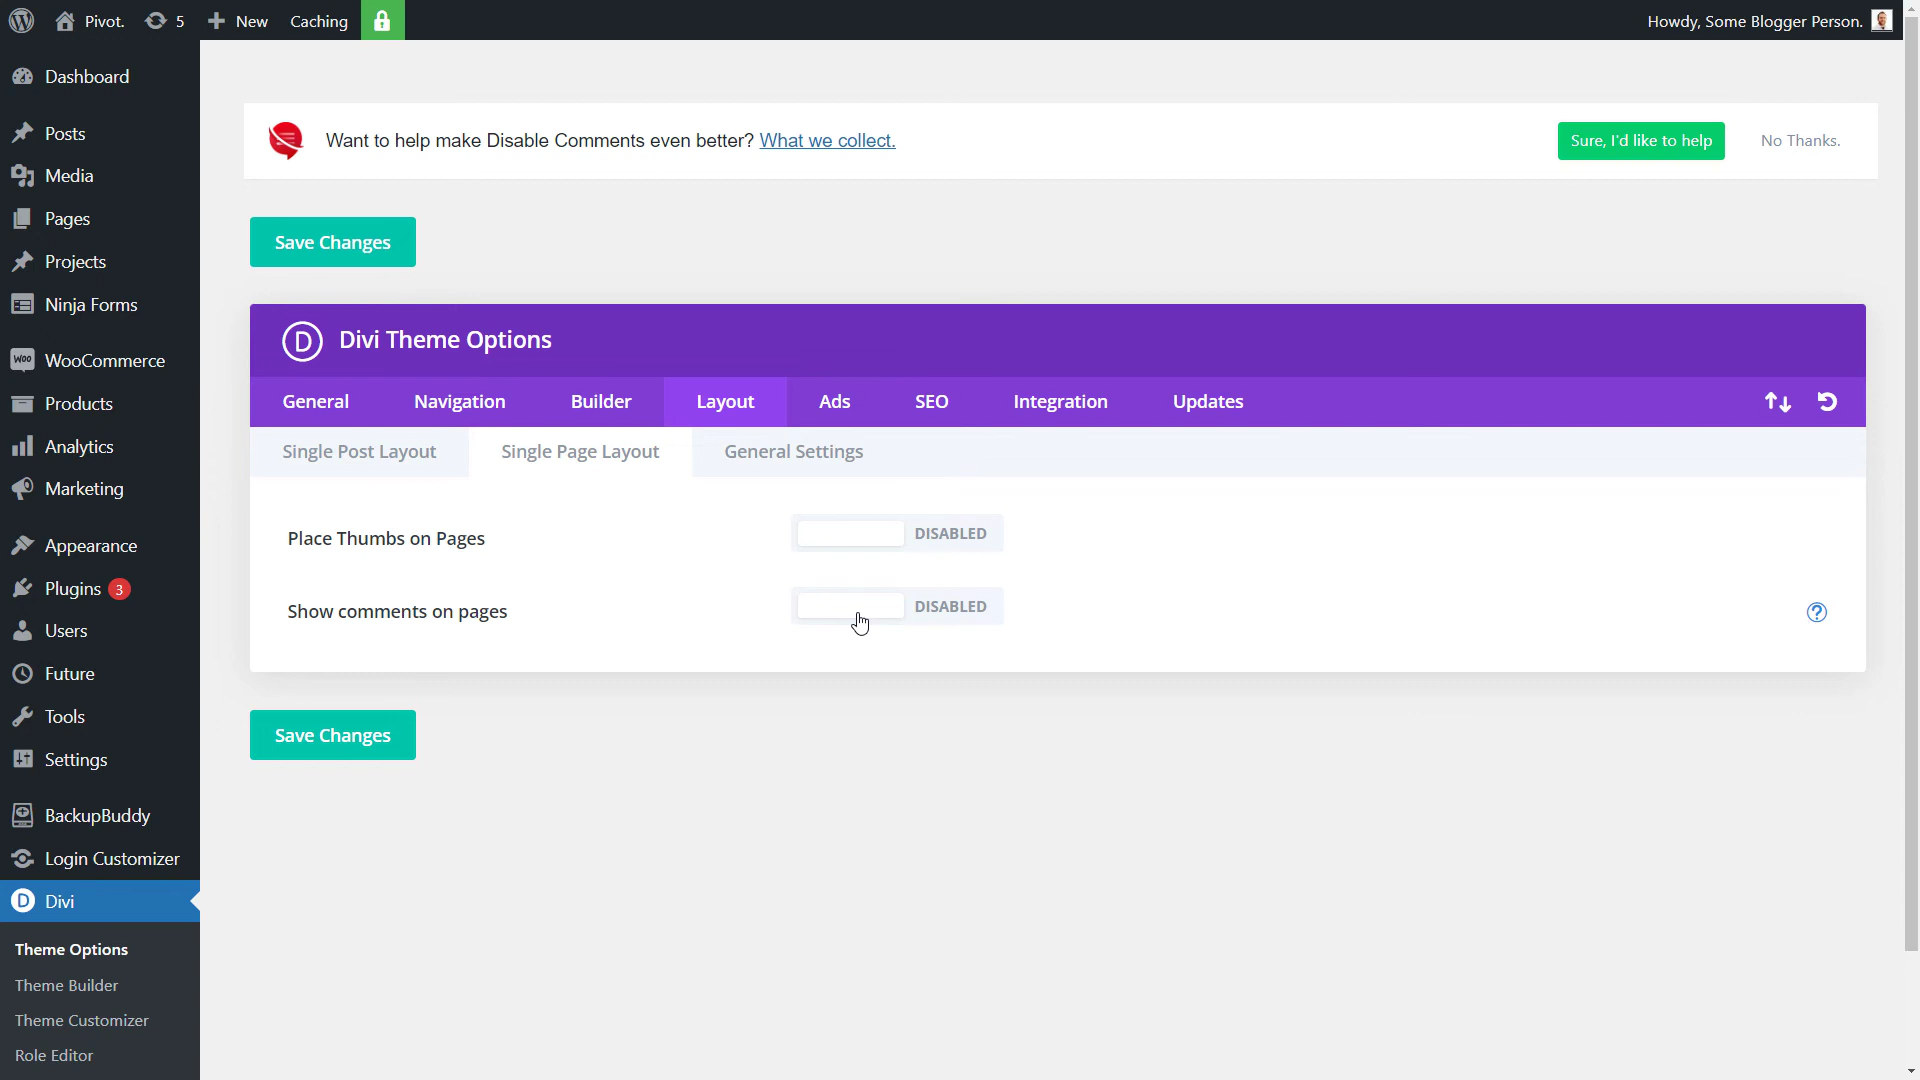 Pivot.
5
New
Caching
Howdy, Some Blogger Person.
Dashboard
Posts
Media
Pages
Projects
Ninja Forms
Woo WooCommerce
Products
Analytics
Marketing
Appearance
Plugins 3
Users
Future
Tools
Settings
BackupBuddy
Login Customizer
D Divi
Theme Options
Theme Builder
Theme Customizer
Role Editor
Want to help make Disable Comments even better? What we collect.
Sure, I'd like to help
No Thanks.
Save Changes
D Divi Theme Options
General Navigation Builder Layout Ads SEO Integration Updates
Single Post Layout Single Page Layout General Settings
Place Thumbs on Pages DISABLED
Show comments on pages DISABLED ?
Save Changes